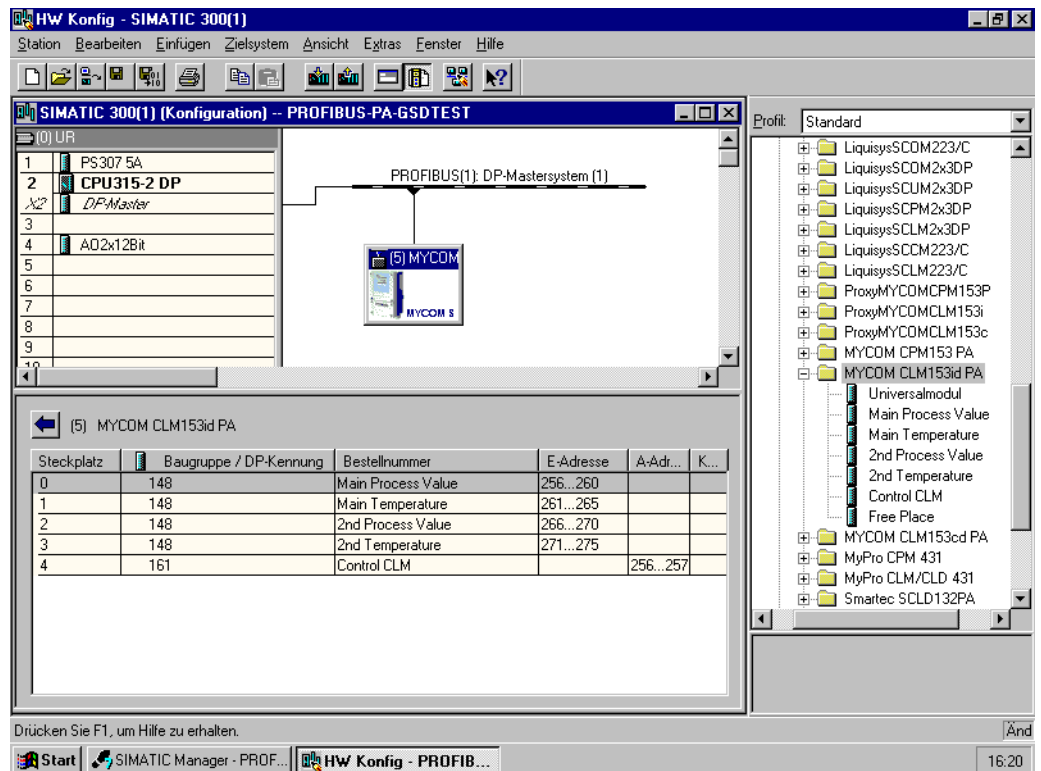 HW Konfig - SIMATIC 300(1)
Station Bearbeiten Einfügen Zielsystem Ansicht Extras Fenster Hilfe
SIMATIC 300(1) (Konfiguration) -- PROFIBUS-PA-GSDTEST
(0) UR
1 PS307 5A
2 CPU315-2 DP
X2 DP-Master
3
4 AO2x12Bit
5
6
7
8
9
10
PROFIBUS(1): DP-Mastersystem (1)
(5) MYCOM
MYCOM S
Profil: Standard
LiquisysSCOM223/C
LiquisysSCOM2x3DP
LiquisysSCUM2x3DP
LiquisysSCPM2x3DP
LiquisysSCLM2x3DP
LiquisysSCCM223/C
LiquisysSCLM223/C
ProxyMYCOMCPM153P
ProxyMYCOMCLM153i
ProxyMYCOMCLM153c
MYCOM CPM153 PA
MYCOM CLM153id PA
Universalmodul
Main Process Value
Main Temperature
2nd Process Value
2nd Temperature
Control CLM
Free Place
MYCOM CLM153cd PA
MyPro CPM 431
MyPro CLM/CLD 431
Smartec SCLD132PA
(5) MYCOM CLM153id PA
Steckplatz Baugruppe / DP-Kennung Bestellnummer E-Adresse A-Adr... K...
0 148 Main Process Value 256...260
1 148 Main Temperature 261...265
2 148 2nd Process Value 266...270
3 148 2nd Temperature 271...275
4 161 Control CLM 256...257
Drücken Sie F1, um Hilfe zu erhalten.
Änd
Start SIMATIC Manager - PROF... HW Konfig - PROFIB... 16:20